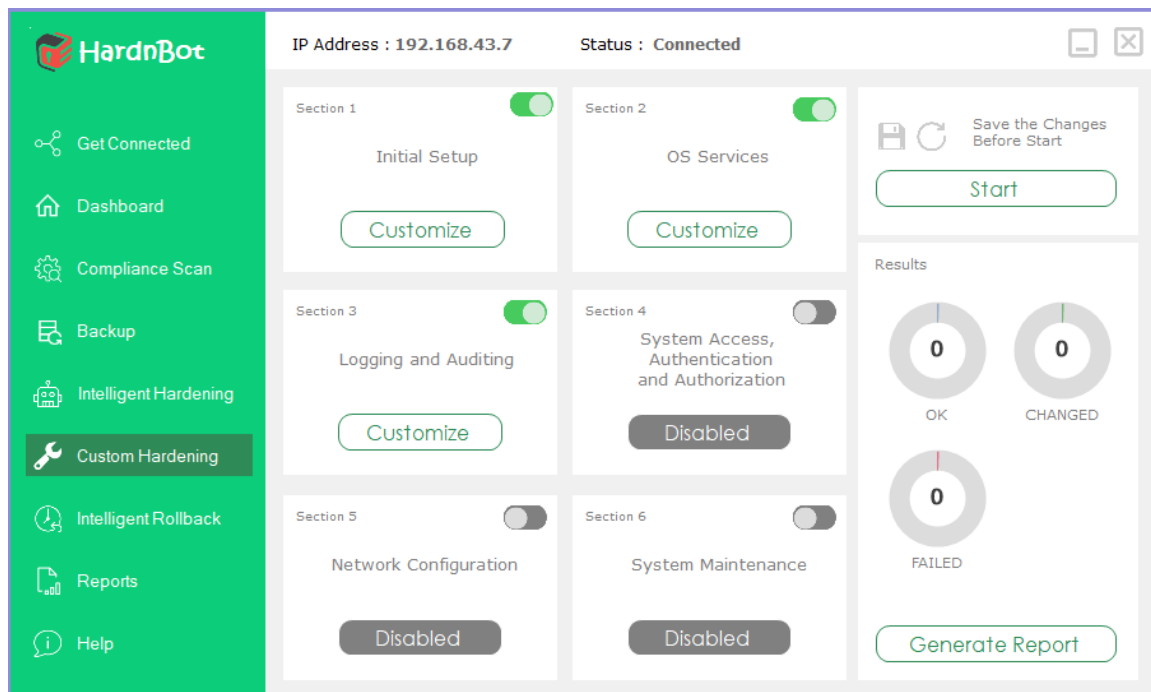 HardnBot
IP Address : 192.168.43.7
Status : Connected
Get Connected
Dashboard
Compliance Scan
Backup
Intelligent Hardening
Custom Hardening
Intelligent Rollback
Reports
Help
Section 1
Initial Setup
Customize
Section 2
OS Services
Customize
Section 3
Logging and Auditing
Customize
Section 4
System Access,
Authentication
and Authorization
Disabled
Section 5
Network Configuration
Disabled
Section 6
System Maintenance
Disabled
Save the Changes
Before Start
Start
Results
0
OK
0
CHANGED
0
FAILED
Generate Report